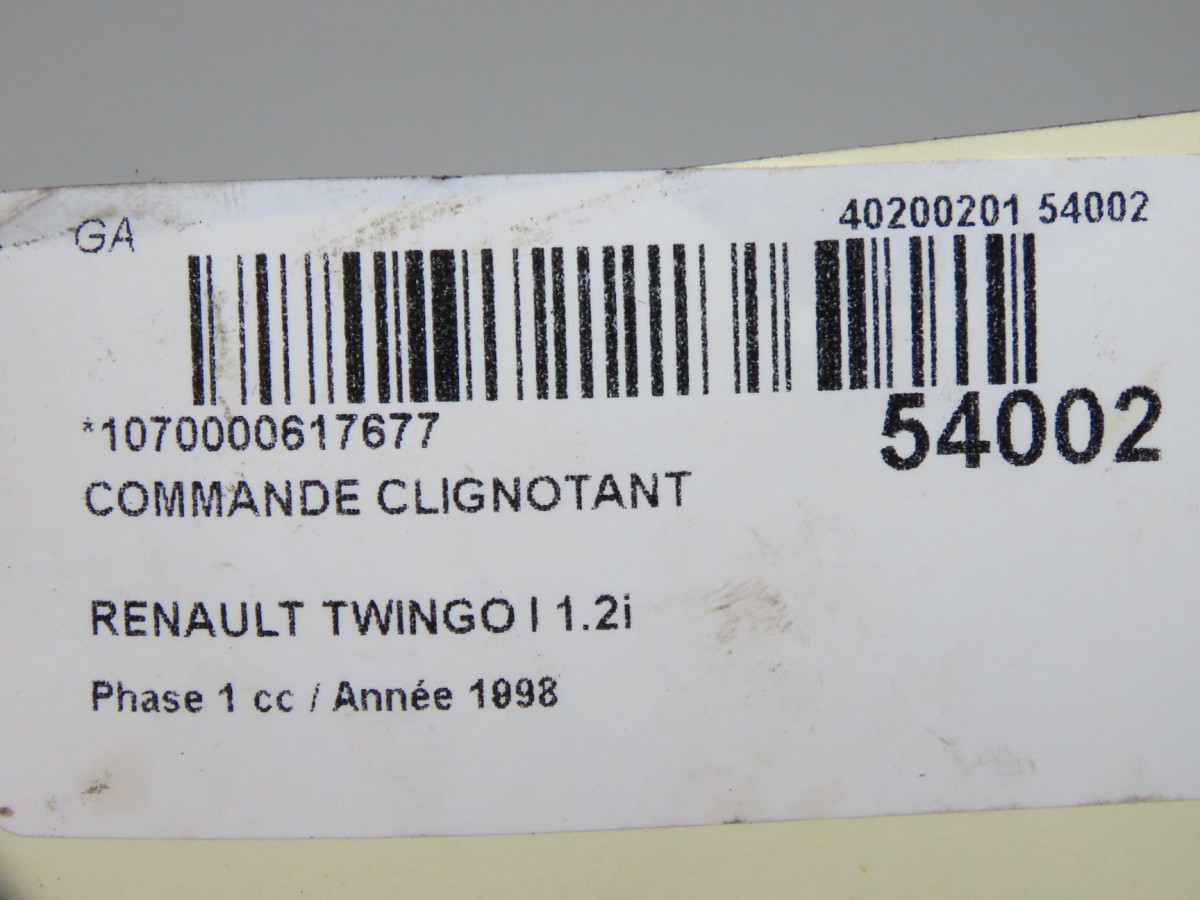 GA
40200201 54002
*1070000617677
54002
COMMANDE CLIGNOTANT
RENAULT TWINGO I 1.2i
Phase 1 cc / Année 1998